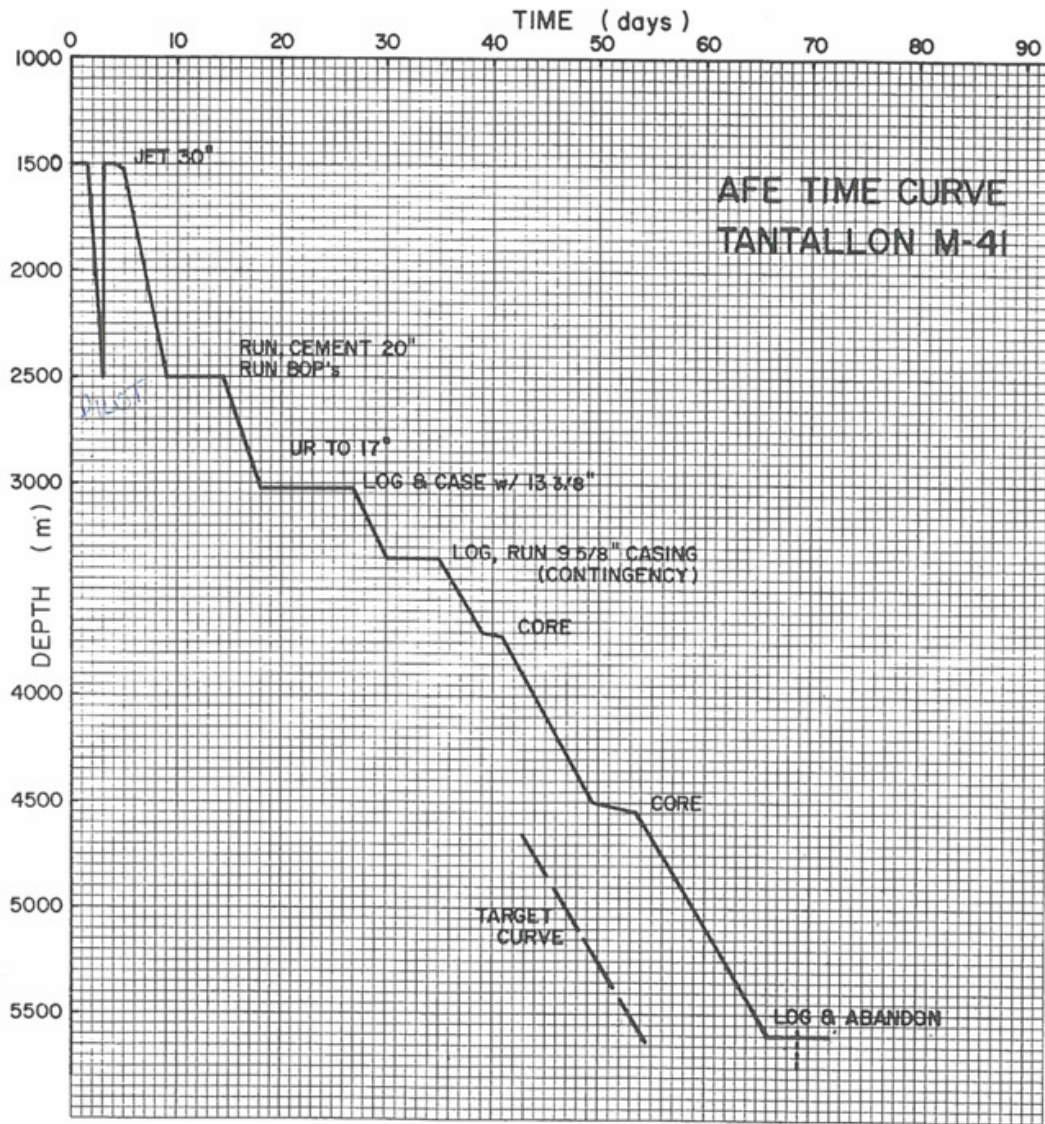 TIME (days)
0 10 20 30 40 50 60 70 80 90
1000
1500
2000
2500
3000
3500
4000
4500
5000
5500
DEPTH (m)
JET 30"
AFE TIME CURVE
TANTALLON M-41
RUN, CEMENT 20"
RUN BOP's
PILOT
UR TO 17"
LOG & CASE w/ 13 3/8"
LOG, RUN 9 5/8" CASING
(CONTINGENCY)
CORE
CORE
TARGET
CURVE
LOG & ABANDON